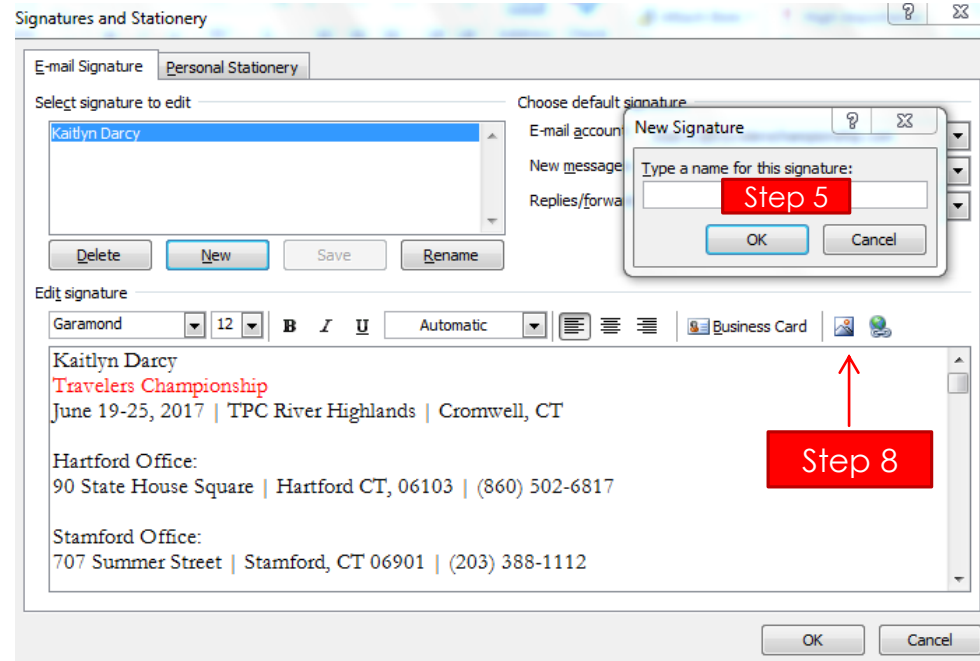 Signatures and Stationery
E-mail Signature Personal Stationery
Select signature to edit
Kaitlyn Darcy
Delete New Save Rename
Choose default signature
E-mail account
New message
Replies/forwa
New Signature
Type a name for this signature:
Step 5
OK Cancel
Edit signature
Garamond 12 B I U Automatic Business Card
Kaitlyn Darcy
Travelers Championship
June 19-25, 2017 | TPC River Highlands | Cromwell, CT
Hartford Office:
90 State House Square | Hartford CT, 06103 | (860) 502-6817
Stamford Office:
707 Summer Street | Stamford, CT 06901 | (203) 388-1112
Step 8
OK Cancel